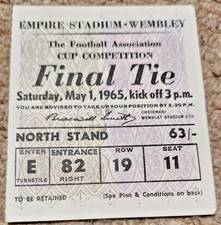 EMPIRE STADIUM - WEMBLEY
The Football Association
CUP COMPETITION
Final Tie
Saturday, May 1, 1965, kick off 3 p.m.
YOU ARE ADVISED TO TAKE UP YOUR POSITION BY 2.30 P.M.
CHAIRMAN:
WEMBLEY STADIUM LTD
NORTH STAND 63/-
ENTER ENTRANCE ROW SEAT
E 82 19 11
TURNSTILE RIGHT
TO BE RETAINED (See Plan & Conditions on back)